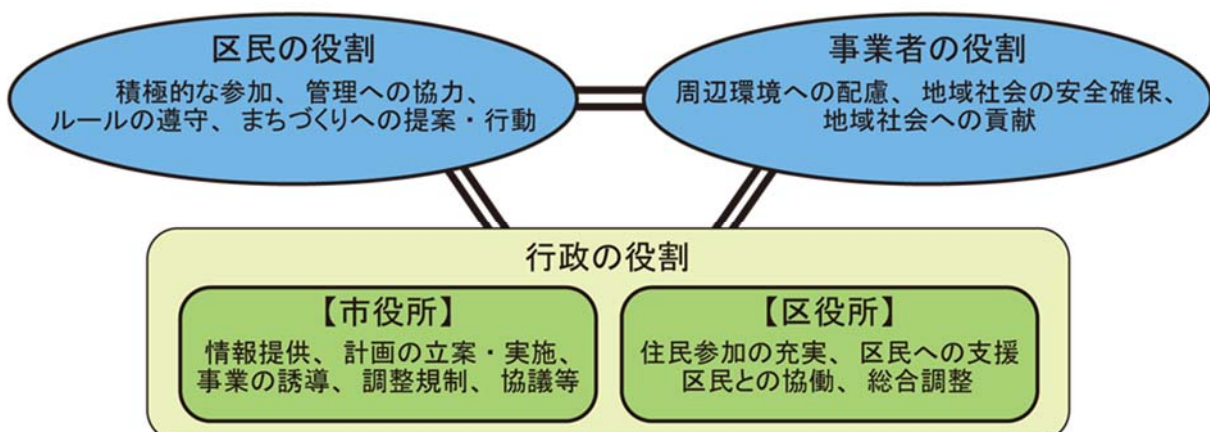 区民の役割
積極的な参加、管理への協力、
ルールの遵守、まちづくりへの提案・行動
事業者の役割
周辺環境への配慮、地域社会の安全確保、
地域社会への貢献
行政の役割
【市役所】
情報提供、計画の立案・実施、
事業の誘導、調整規制、協議等
【区役所】
住民参加の充実、区民への支援
区民との協働、総合調整